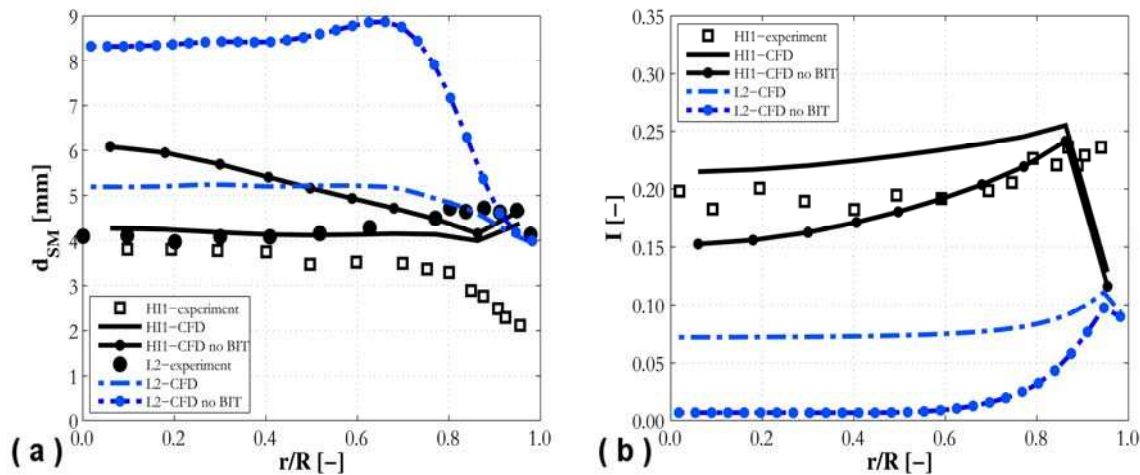 9
8
7
6
5
4
3
2
1
0
d_SM [mm]
HI1-experiment
HI1-CFD
HI1-CFD no BIT
L2-experiment
L2-CFD
L2-CFD no BIT
0.0 0.2 0.4 0.6 0.8 1.0
r/R [-]
( a )
0.35
0.30
0.25
0.20
0.15
0.10
0.05
0.00
I [-]
HI1-experiment
HI1-CFD
HI1-CFD no BIT
L2-CFD
L2-CFD no BIT
0.0 0.2 0.4 0.6 0.8 1.0
r/R [-]
( b )